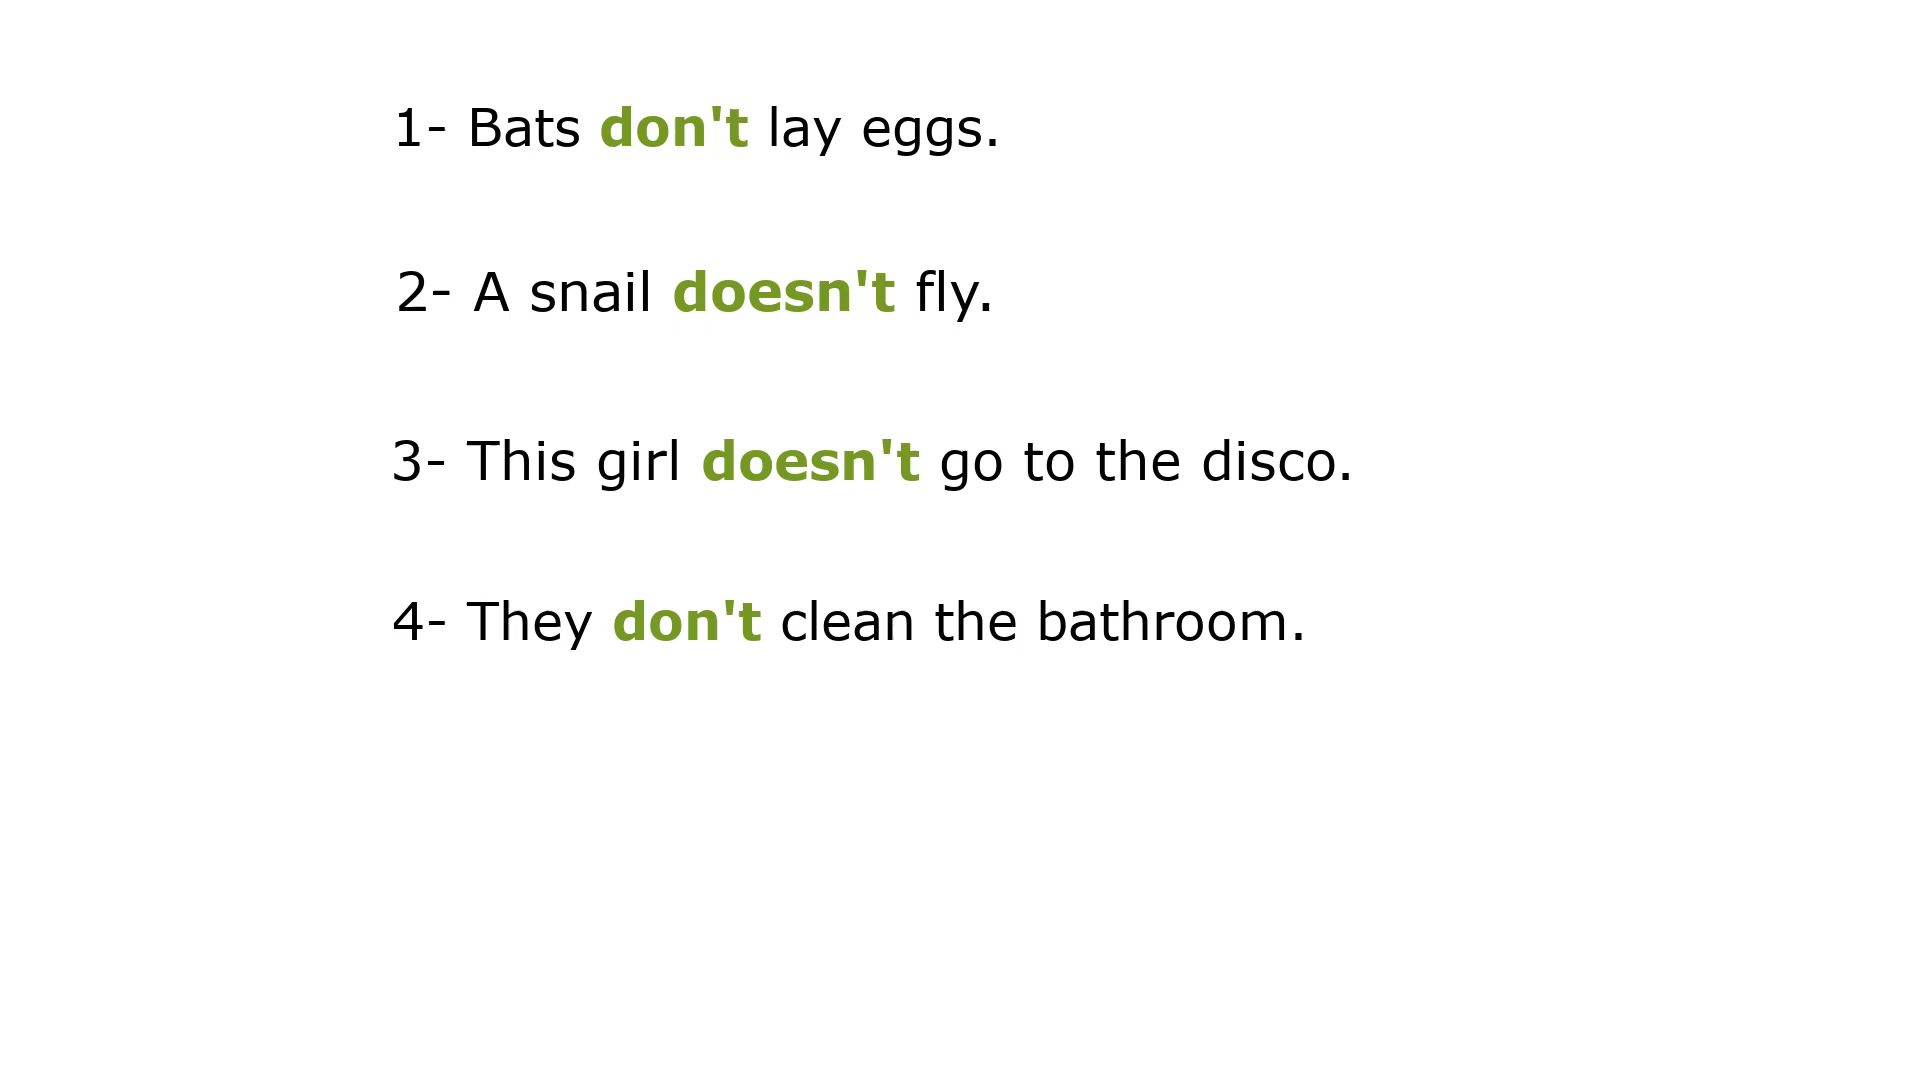 1- Bats don't lay eggs.
2- A snail doesn't fly.
3- This girl doesn't go to the disco.
4- They don't clean the bathroom.